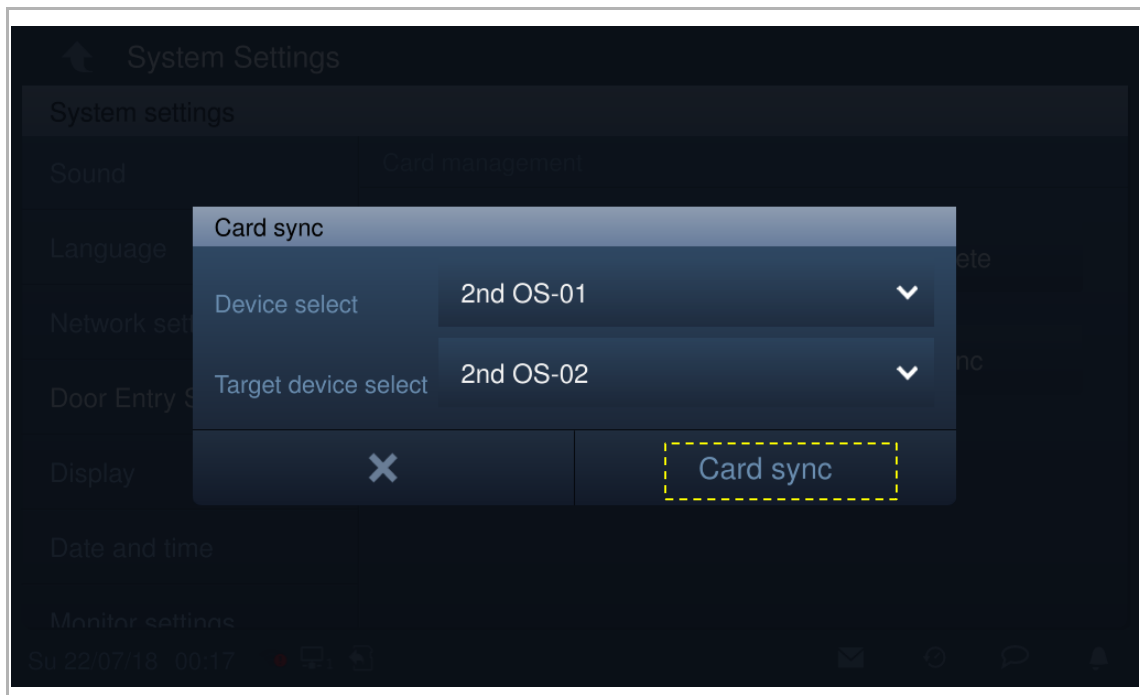 System Settings
System settings
Sound
Card management
Language
ete
Network sett
nc
Door Entry S
Display
Date and time
Monitor settings
Su 22/07/18 00:17
Card sync
Device select
2nd OS-01
Target device select
2nd OS-02
Card sync